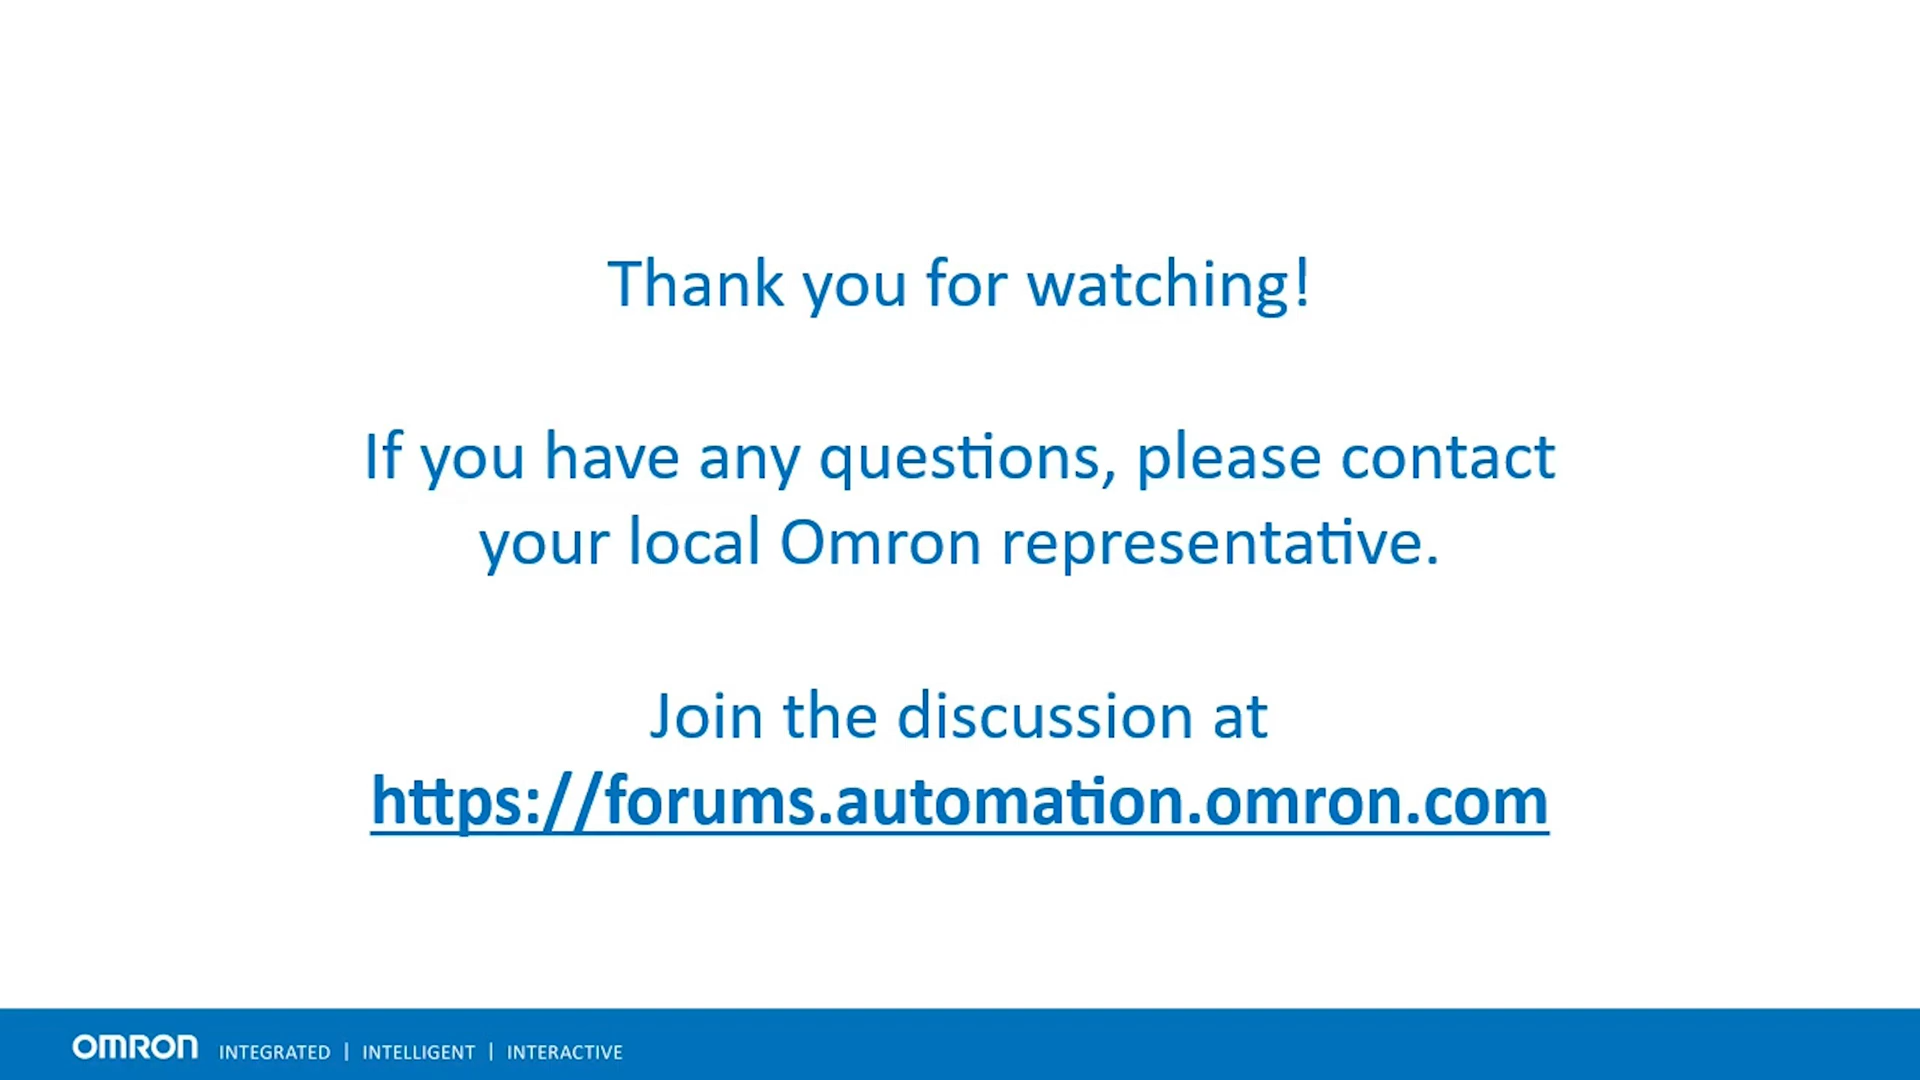 Thank you for watching!
If you have any questions, please contact
your local Omron representative.
Join the discussion at
https://forums.automation.omron.com
OMRON INTEGRATED | INTELLIGENT | INTERACTIVE